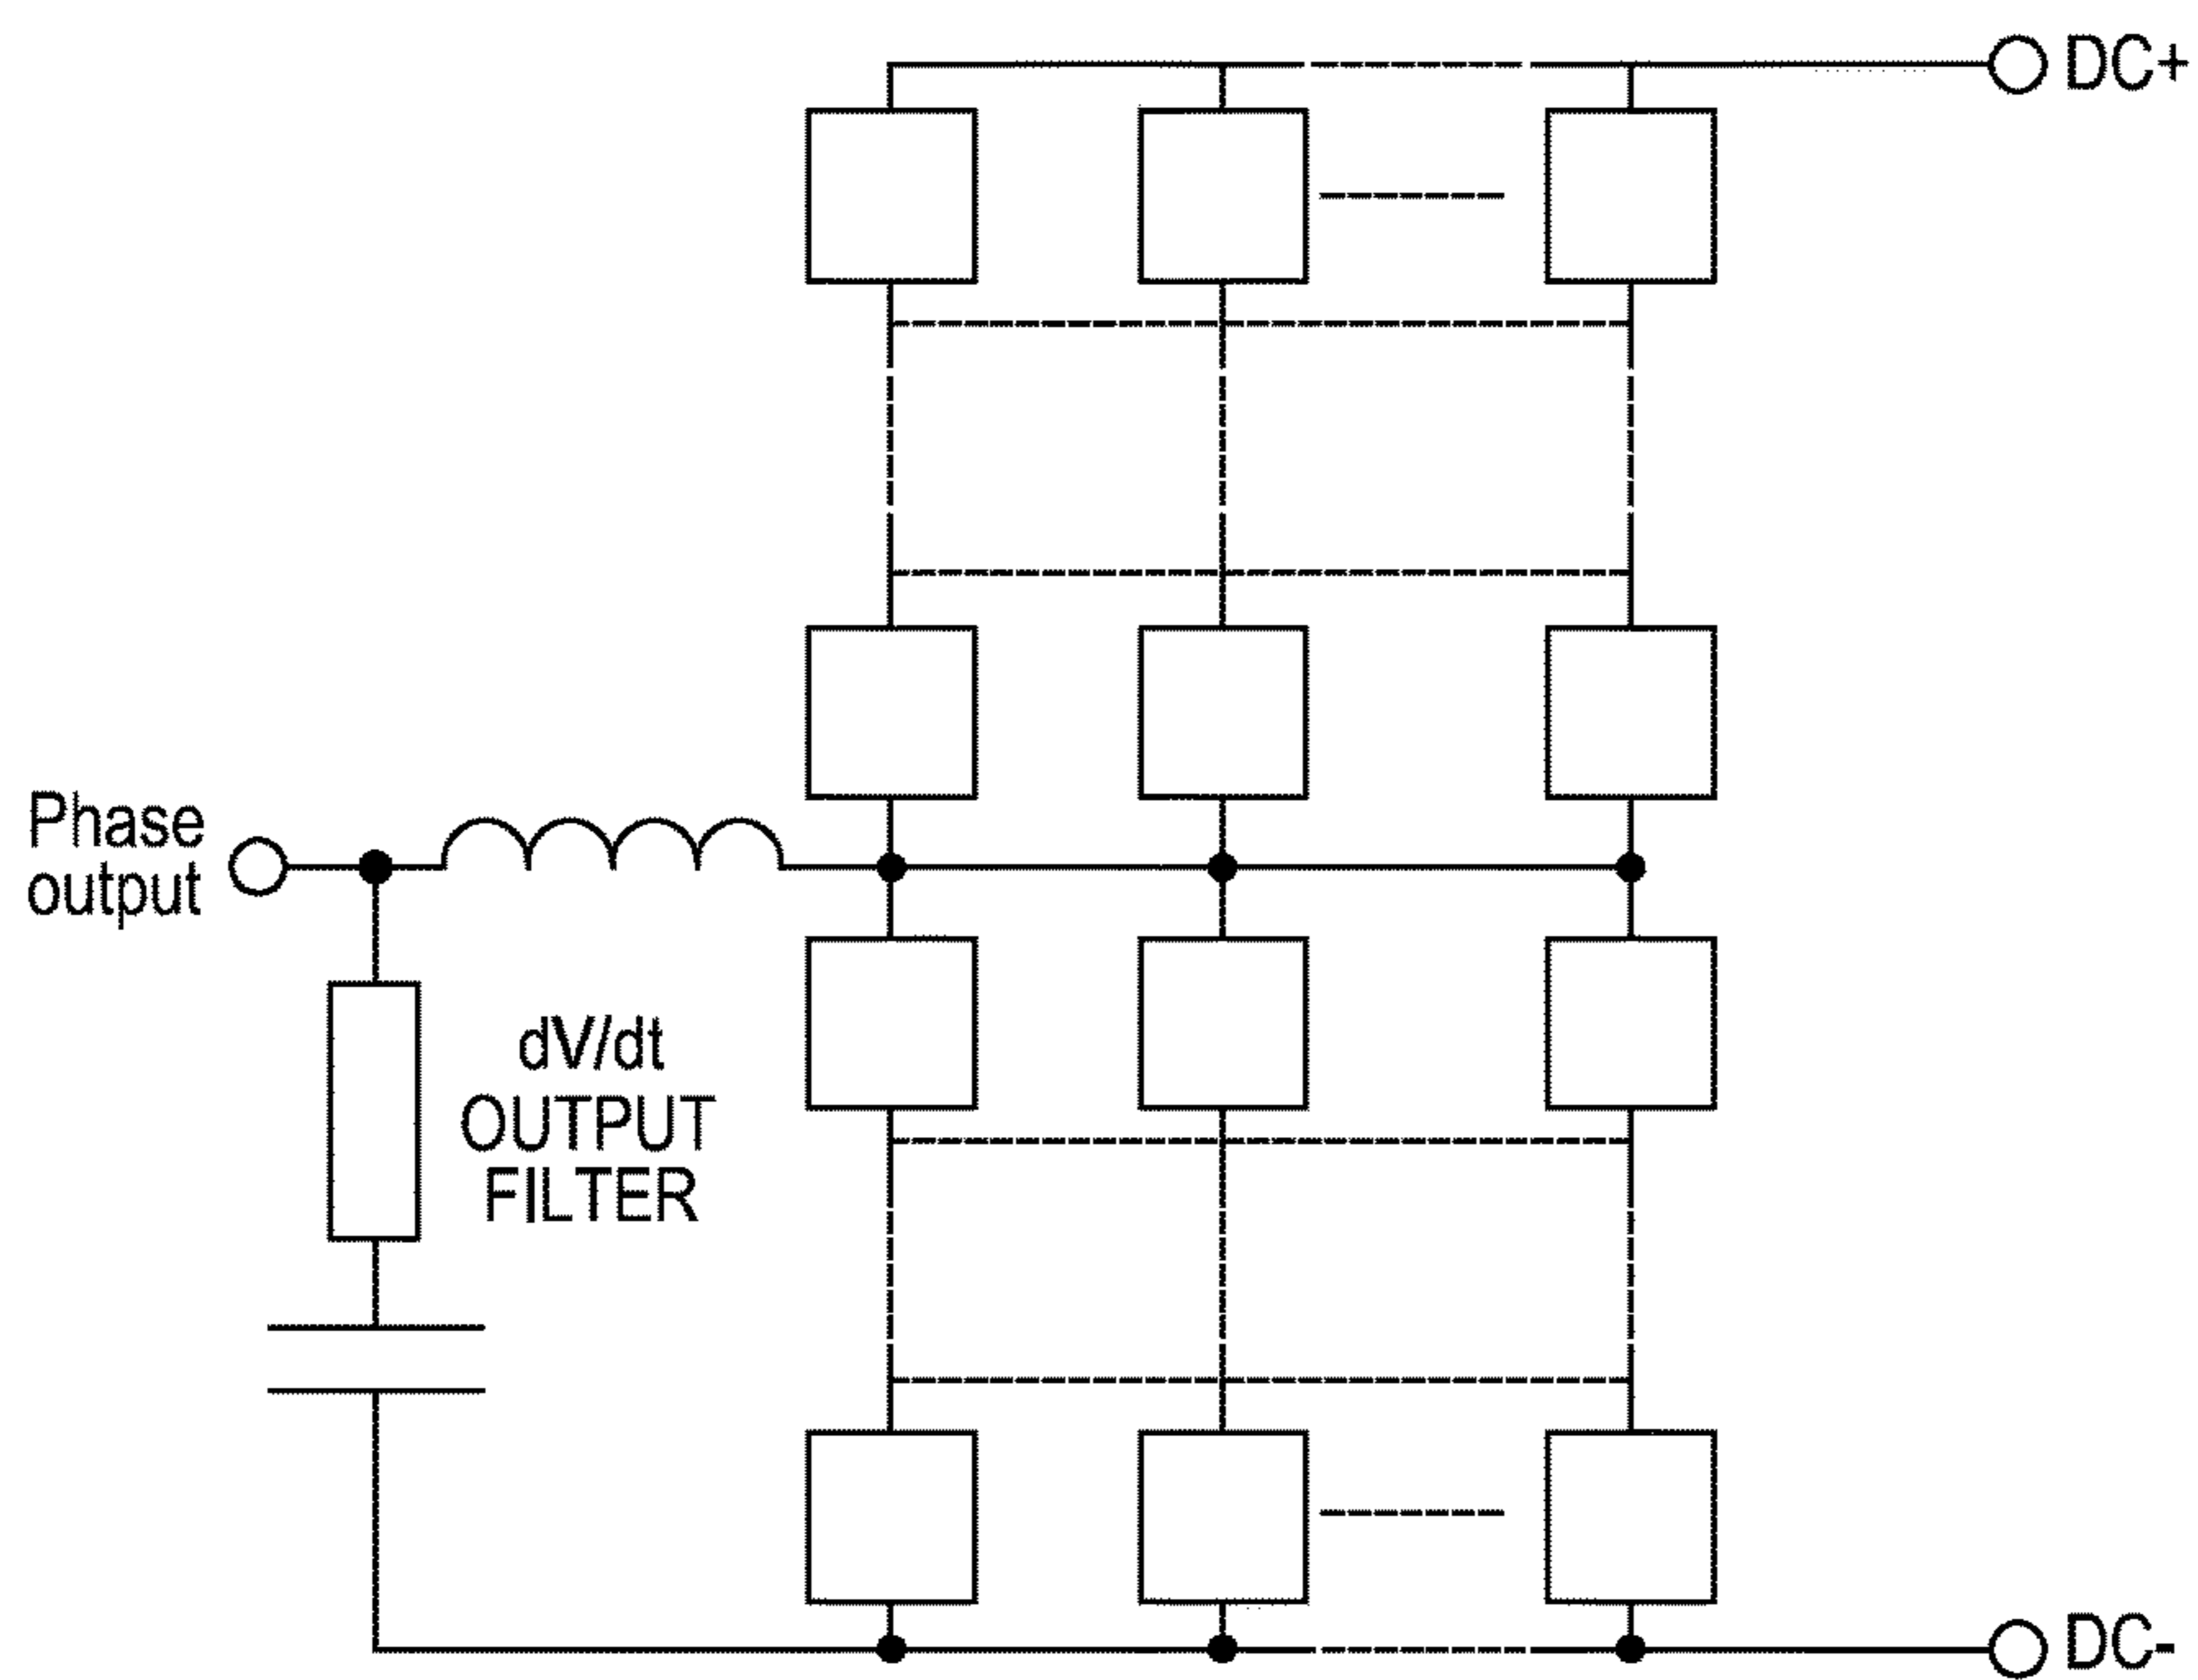 DC+
Phase
output
dV/dt
OUTPUT
FILTER
DC-